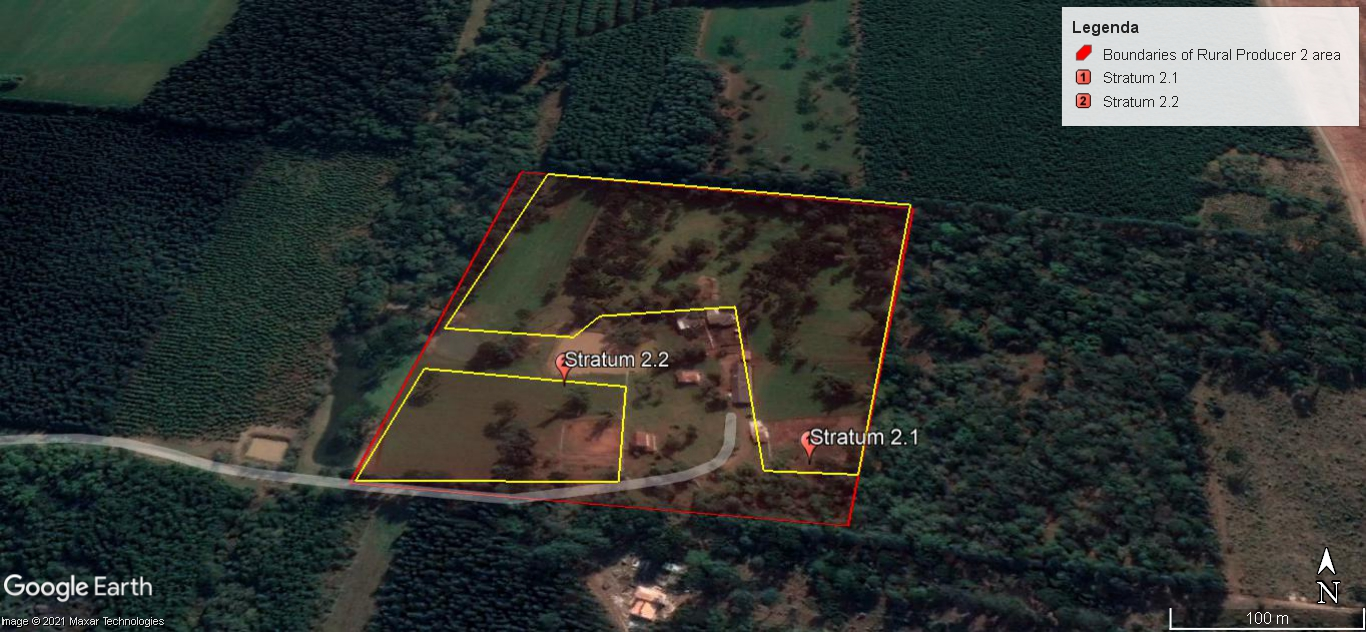 Legenda
Boundaries of Rural Producer 2 area
1 Stratum 2.1
2 Stratum 2.2
Stratum 2.2
Stratum 2.1
Google Earth
N
Image © 2021 Maxar Technologies
100 m